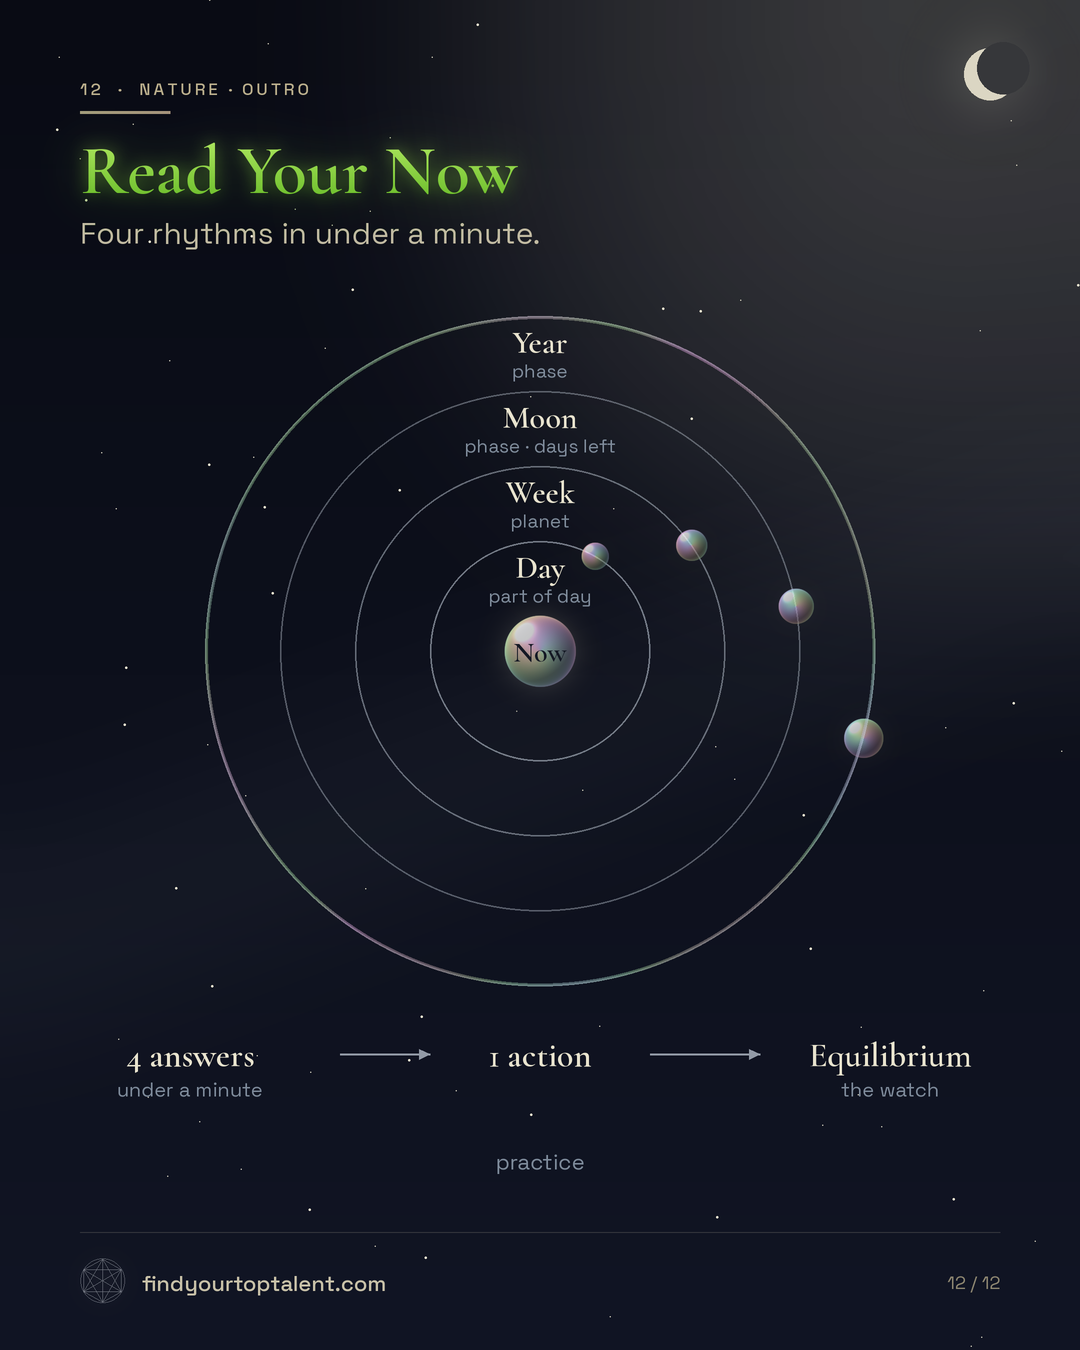 12 · NATURE · OUTRO
Read Your Now
Four rhythms in under a minute.
Year
phase
Moon
phase · days left
Week
planet
Day
part of day
Now
4 answers
under a minute
1 action
Equilibrium
the watch
practice
findyourtoptalent.com
12 / 12